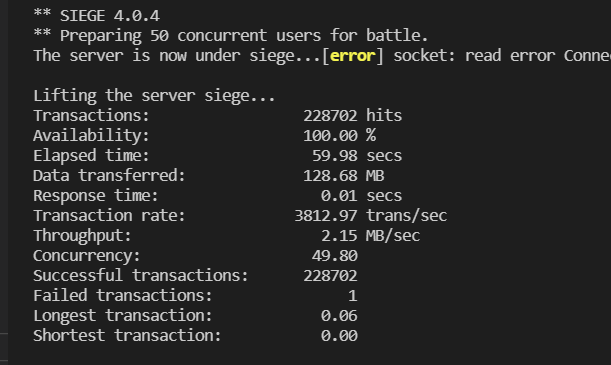 ** SIEGE 4.0.4
** Preparing 50 concurrent users for battle.
The server is now under siege...[error] socket: read error Conne
Lifting the server siege...
Transactions: 228702 hits
Availability: 100.00 %
Elapsed time: 59.98 secs
Data transferred: 128.68 MB
Response time: 0.01 secs
Transaction rate: 3812.97 trans/sec
Throughput: 2.15 MB/sec
Concurrency: 49.80
Successful transactions: 228702
Failed transactions: 1
Longest transaction: 0.06
Shortest transaction: 0.00